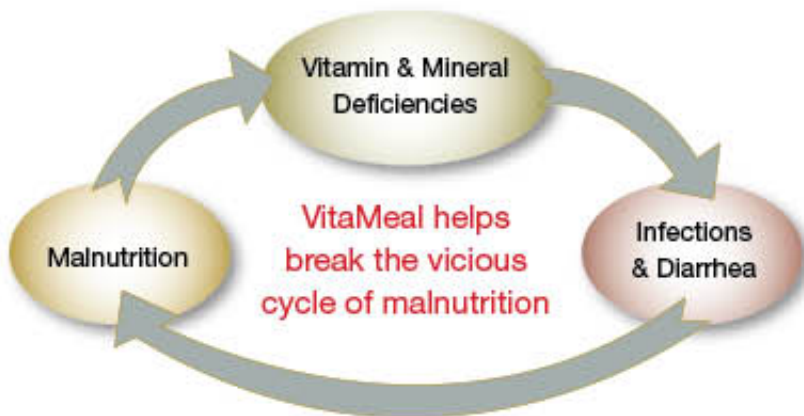 Vitamin & Mineral
Deficiencies
Malnutrition
VitaMeal helps
break the vicious
cycle of malnutrition
Infections
& Diarrhea